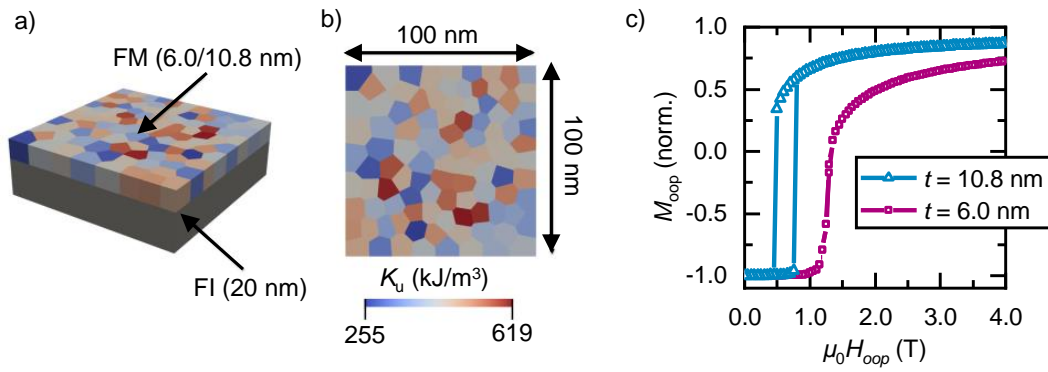 a)
FM (6.0/10.8 nm)
FI (20 nm)
b)
100 nm
100 nm
Kᵤ (kJ/m³)
255
619
c)
1.0
0.5
0.0
-0.5
-1.0
Moop (norm.)
t = 10.8 nm
t = 6.0 nm
0.0 1.0 2.0 3.0 4.0
μ₀Hoop (T)